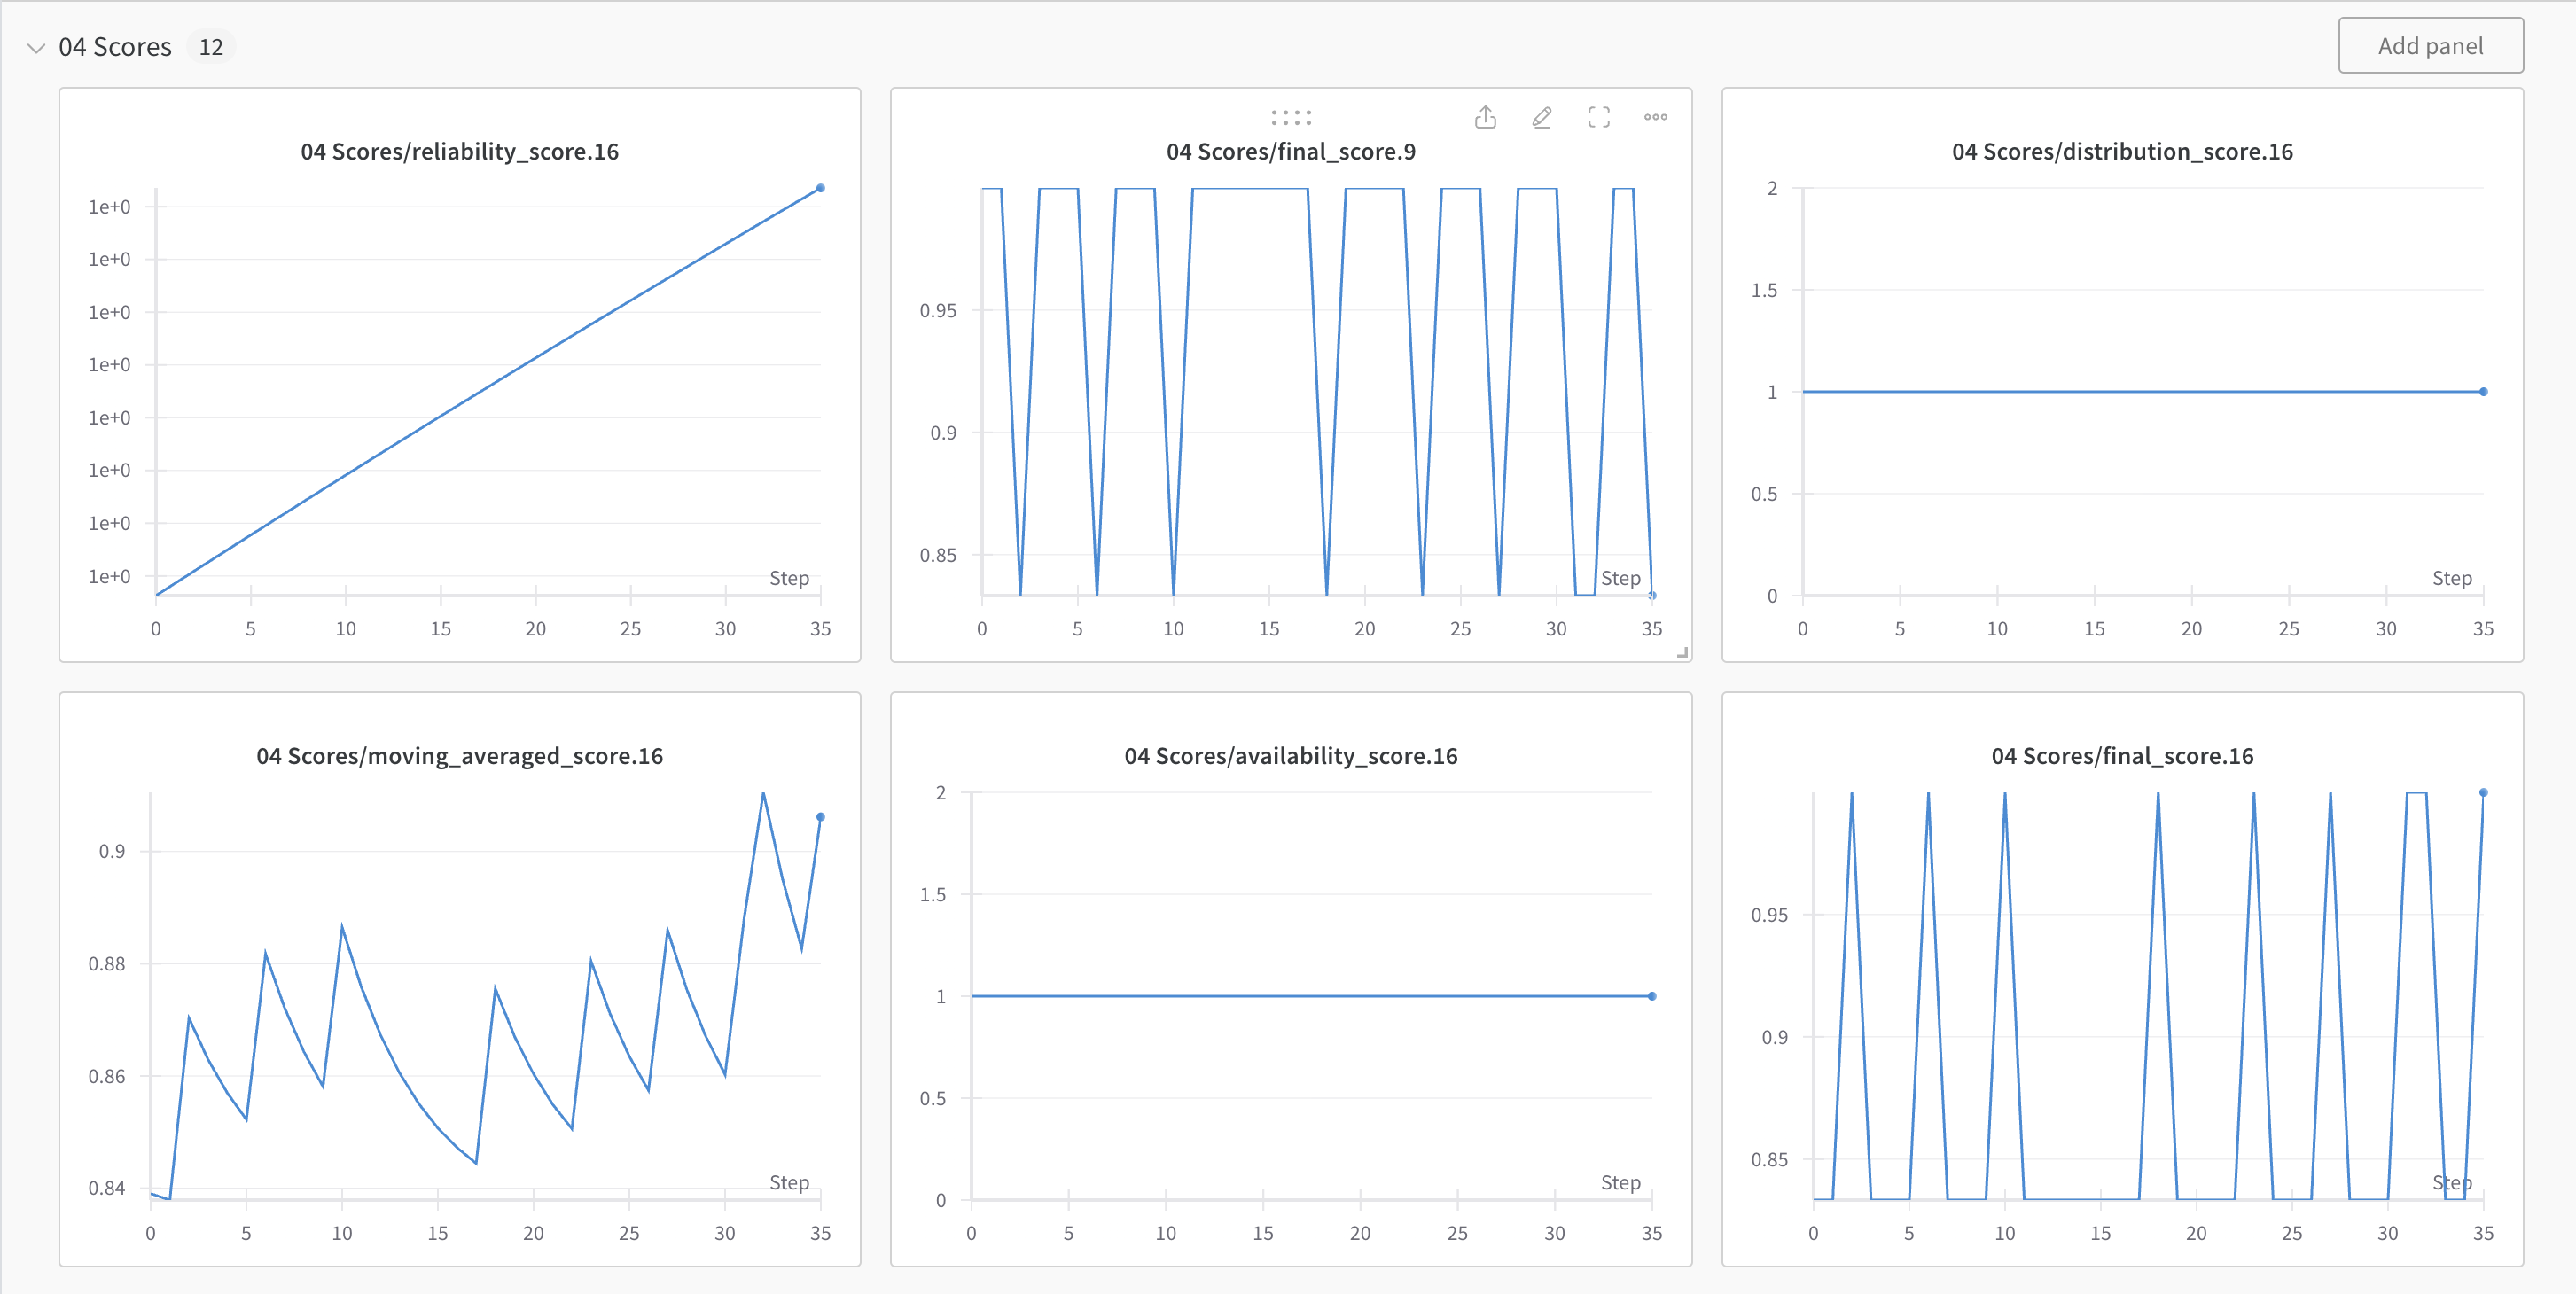 04 Scores 12
Add panel
04 Scores/reliability_score.16
1e+0
1e+0
1e+0
1e+0
1e+0
1e+0
1e+0
1e+0
Step
0 5 10 15 20 25 30 35
04 Scores/final_score.9
0.95
0.9
0.85
Step
0 5 10 15 20 25 30 35
04 Scores/distribution_score.16
2
1.5
1
0.5
0
Step
0 5 10 15 20 25 30 35
04 Scores/moving_averaged_score.16
0.9
0.88
0.86
0.84
Step
0 5 10 15 20 25 30 35
04 Scores/availability_score.16
2
1.5
1
0.5
0
Step
0 5 10 15 20 25 30 35
04 Scores/final_score.16
0.95
0.9
0.85
Step
0 5 10 15 20 25 30 35